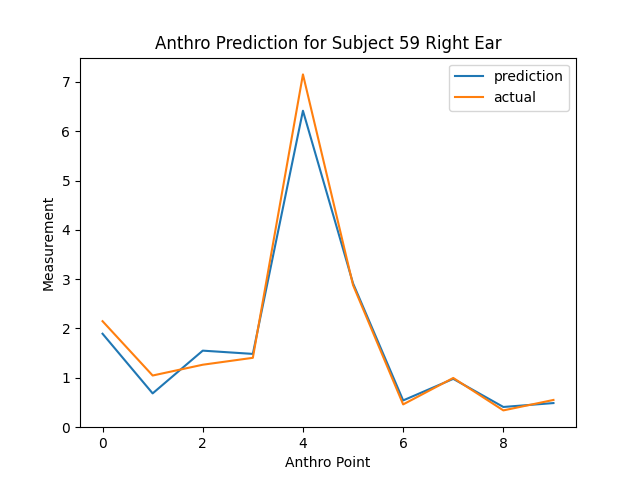 Anthro Prediction for Subject 59 Right Ear
prediction
actual
Measurement
7
6
5
4
3
2
1
0
0 2 4 6 8
Anthro Point